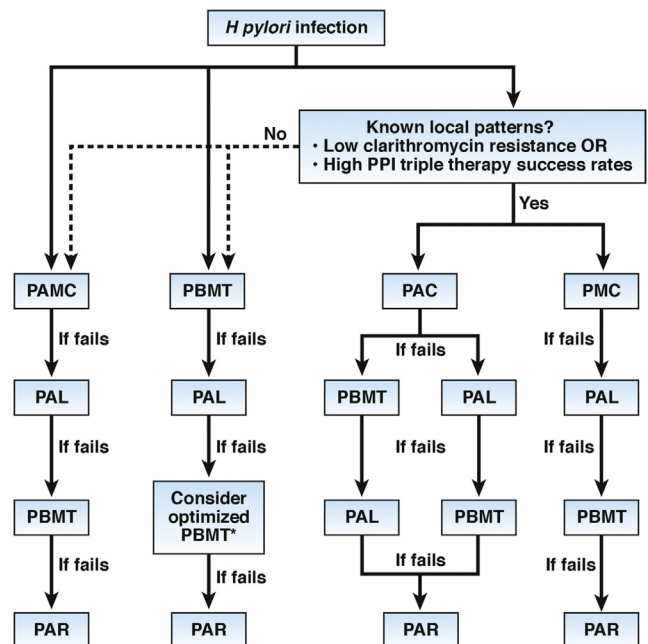 H pylori infection
Known local patterns?
• Low clarithromycin resistance OR
• High PPI triple therapy success rates
No
Yes
PAMC
PBMT
PAC
PMC
If fails
If fails
If fails
If fails
PAL
PAL
PBMT
PAL
PAL
If fails
If fails
If fails
If fails
PBMT
Consider
optimized
PBMT*
PAL
PBMT
PBMT
If fails
If fails
If fails
If fails
PAR
PAR
PAR
PAR